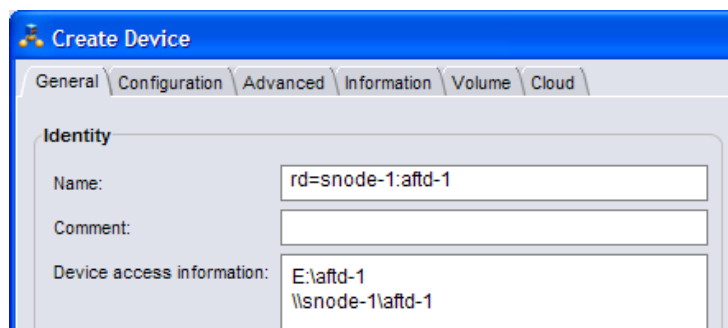 Create Device
General Configuration Advanced Information Volume Cloud
Identity
Name: rd=snode-1:aftd-1
Comment:
Device access information: E:\aftd-1
\\snode-1\aftd-1